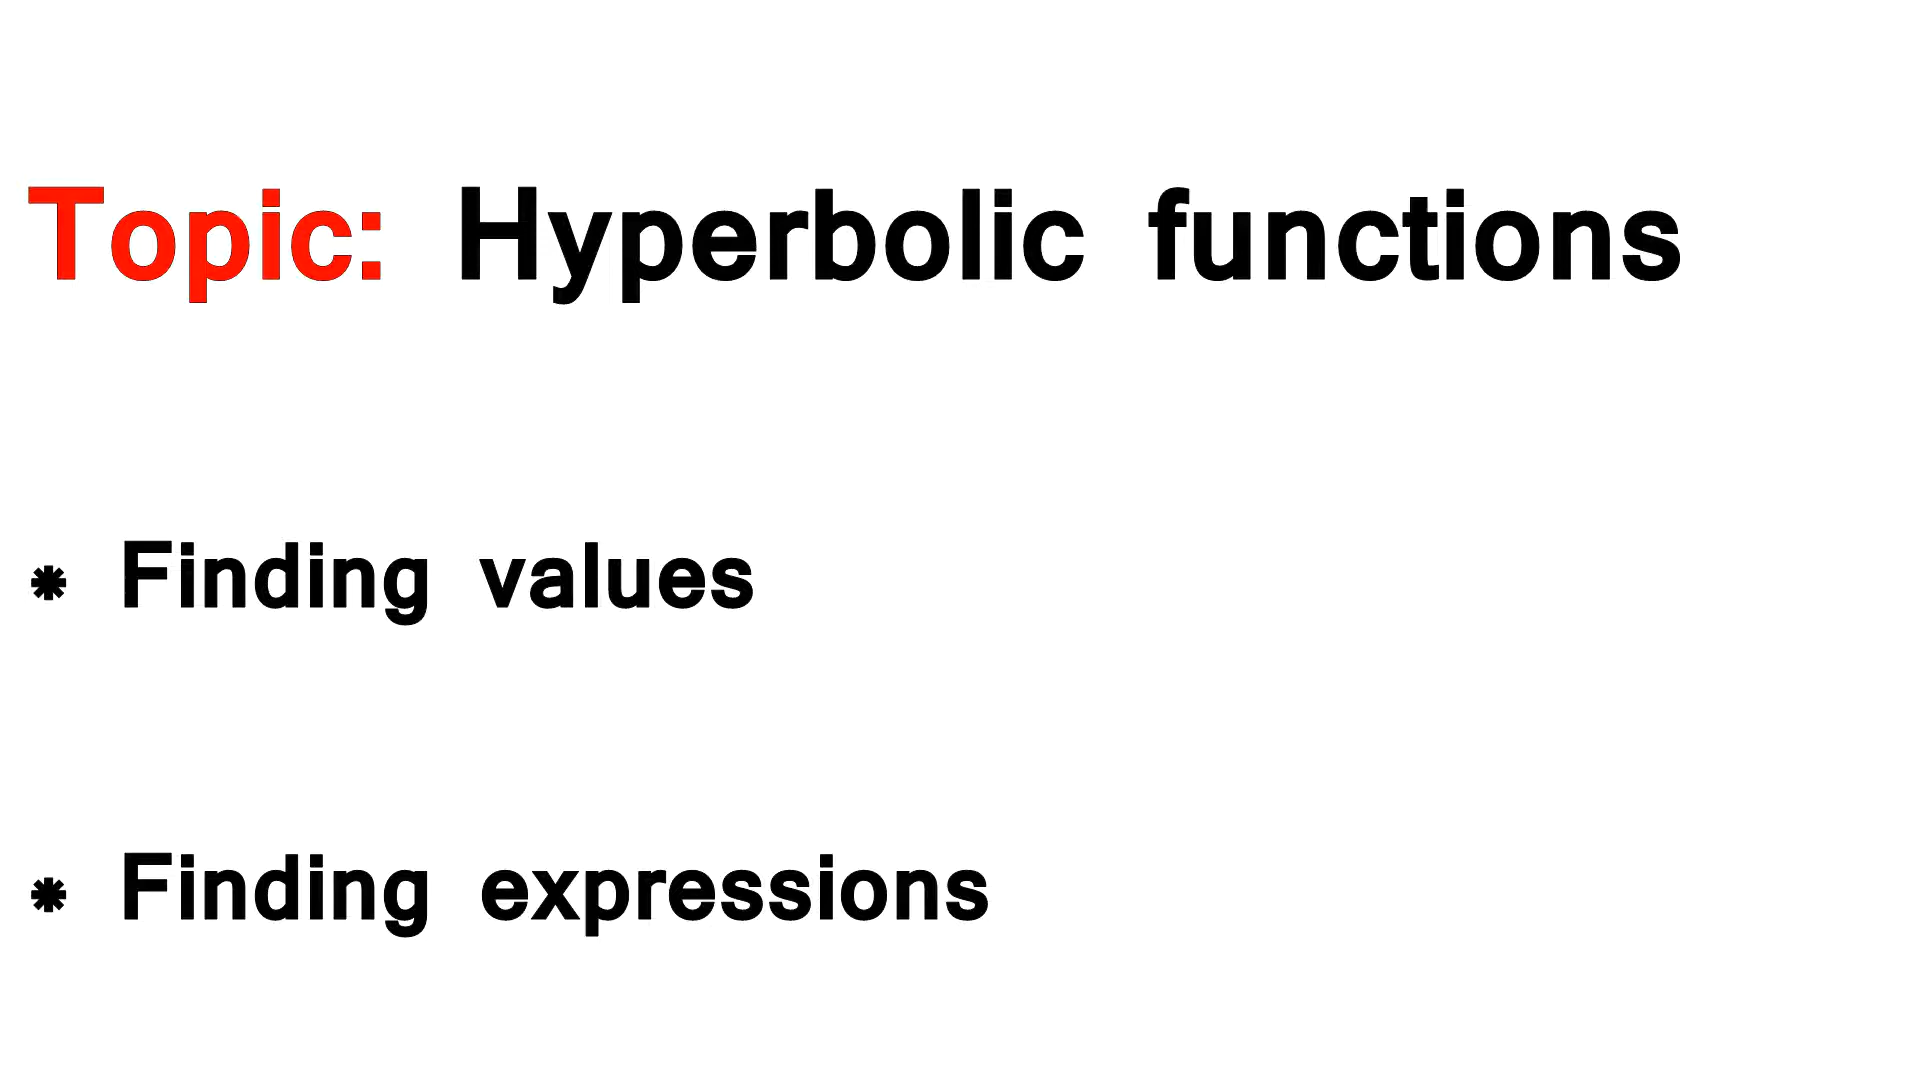 Topic: Hyperbolic functions
* Finding values
* Finding expressions